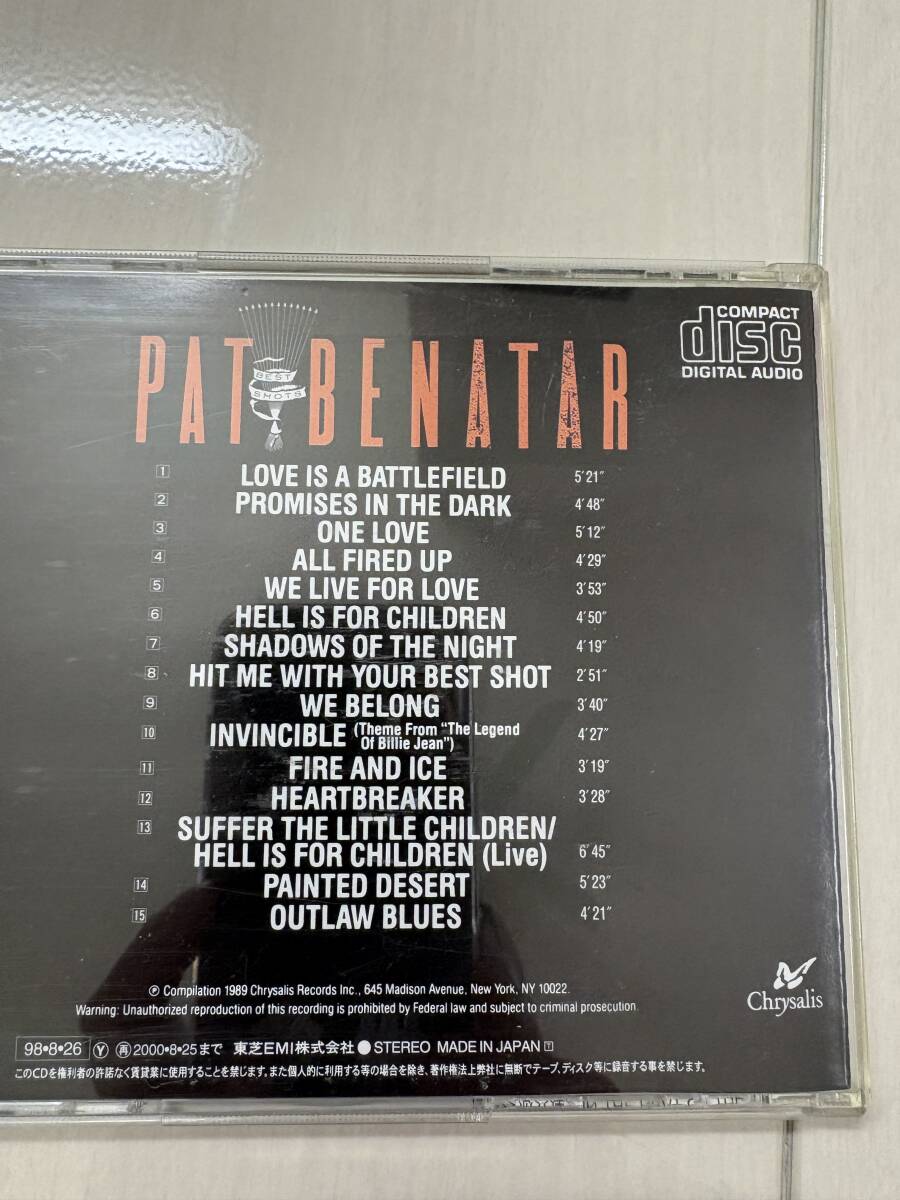 COMPACT
disc
DIGITAL AUDIO
PAT BENATAR
BEST
SHOTS
1 LOVE IS A BATTLEFIELD 5'21"
2 PROMISES IN THE DARK 4'48"
3 ONE LOVE 5'12"
4 ALL FIRED UP 4'29"
5 WE LIVE FOR LOVE 3'53"
6 HELL IS FOR CHILDREN 4'50"
7 SHADOWS OF THE NIGHT 4'19"
8 HIT ME WITH YOUR BEST SHOT 2'51"
9 WE BELONG 3'40"
10 INVINCIBLE (Theme From "The Legend 4'27"
Of Billie Jean")
11 FIRE AND ICE 3'19"
12 HEARTBREAKER 3'28"
13 SUFFER THE LITTLE CHILDREN/
HELL IS FOR CHILDREN (Live) 6'45"
14 PAINTED DESERT 5'23"
15 OUTLAW BLUES 4'21"
℗ Compilation 1989 Chrysalis Records Inc., 645 Madison Avenue, New York, NY 10022.
Warning: Unauthorized reproduction of this recording is prohibited by Federal law and subject to criminal prosecution.
Chrysalis
98•8•26 Ⓨ ㊢2000•8•25まで 東芝EMI株式会社●STEREO MADE IN JAPAN T
このCDを権利者の許諾なく賃貸業に使用することを禁じます。また個人的に利用する等の場合を除き、著作権法上弊社に無断でテープ、ディスク等に録音する事を禁じます。